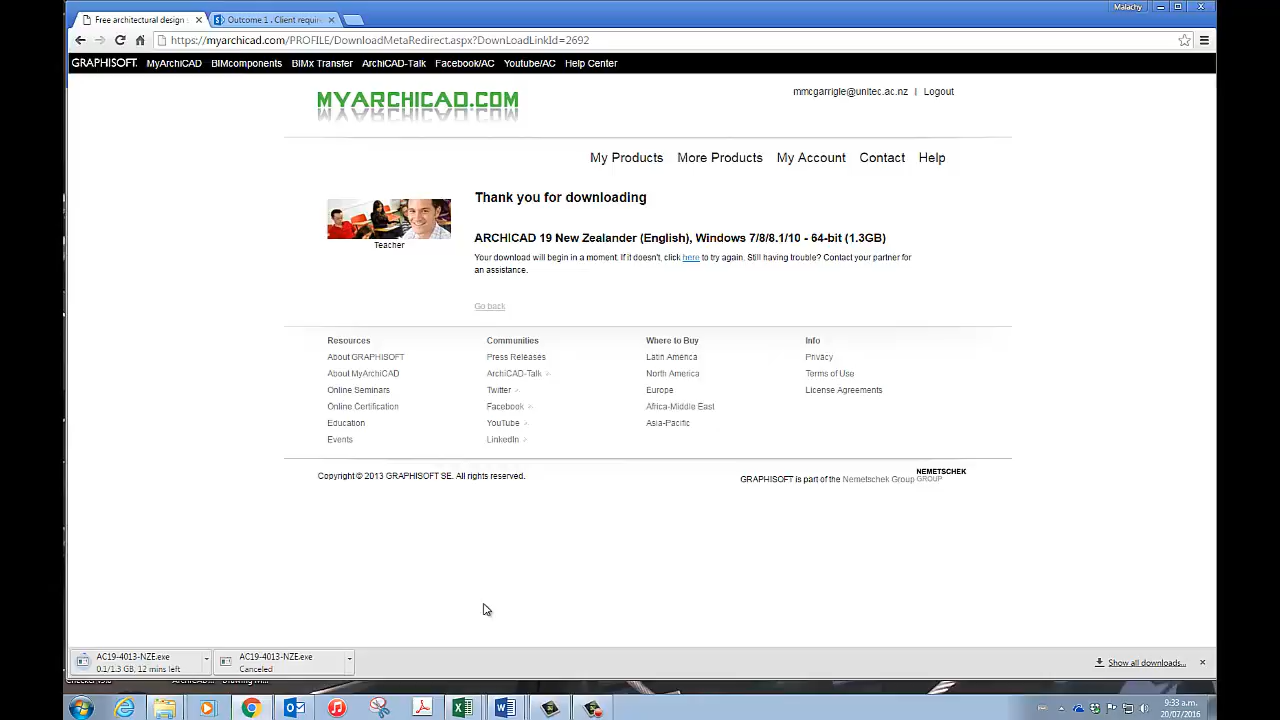 Malachy
Free architectural design
Outcome 1 . Client requir
https://myarchicad.com/PROFILE/DownloadMetaRedirect.aspx?DownLoadLinkId=2692
GRAPHISOFT. MyArchiCAD BIMcomponents BIMx Transfer ArchiCAD-Talk Facebook/AC Youtube/AC Help Center
MYARCHICAD.COM
mmcgarrigle@unitec.ac.nz | Logout
My Products More Products My Account Contact Help
Thank you for downloading
Teacher
ARCHICAD 19 New Zealander (English), Windows 7/8/8.1/10 - 64-bit (1.3GB)
Your download will begin in a moment. If it doesn't, click here to try again. Still having trouble? Contact your partner for
an assistance.
Go back
Resources Communities Where to Buy Info
About GRAPHISOFT Press Releases Latin America Privacy
About MyArchiCAD ArchiCAD-Talk North America Terms of Use
Online Seminars Twitter Europe License Agreements
Online Certification Facebook Africa-Middle East
Education YouTube Asia-Pacific
Events LinkedIn
Copyright © 2013 GRAPHISOFT SE. All rights reserved.
GRAPHISOFT is part of the Nemetschek Group
NEMETSCHEK
GROUP
AC19-4013-NZE.exe
0.1/1.3 GB, 12 mins left
AC19-4013-NZE.exe
Canceled
Show all downloads...
9:33 a.m.
20/07/2016